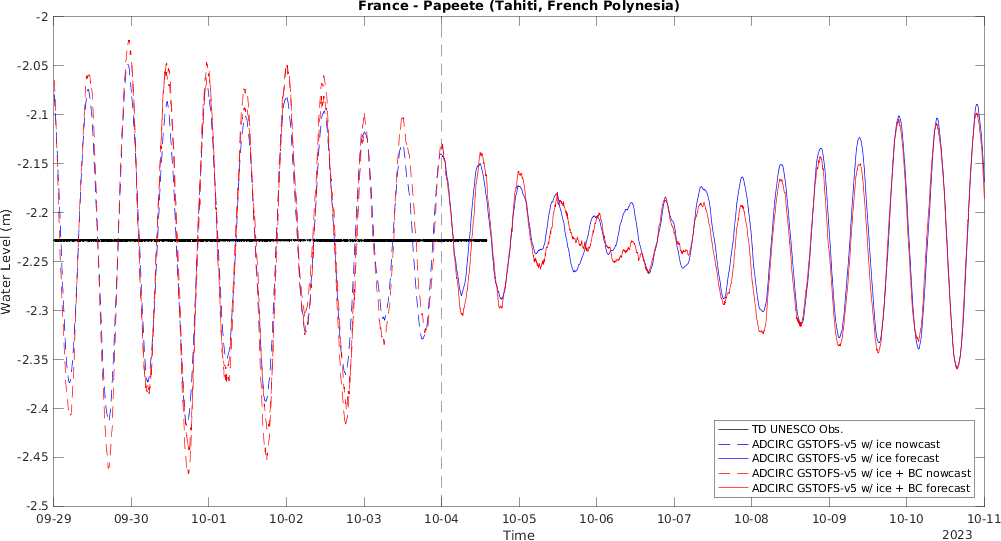 France - Papeete (Tahiti, French Polynesia)
Water Level (m)
-2
-2.05
-2.1
-2.15
-2.2
-2.25
-2.3
-2.35
-2.4
-2.45
-2.5
TD UNESCO Obs.
ADCIRC GSTOFS-v5 w/ ice nowcast
ADCIRC GSTOFS-v5 w/ ice forecast
ADCIRC GSTOFS-v5 w/ ice + BC nowcast
ADCIRC GSTOFS-v5 w/ ice + BC forecast
09-29 09-30 10-01 10-02 10-03 10-04 10-05 10-06 10-07 10-08 10-09 10-10 10-11
Time
2023